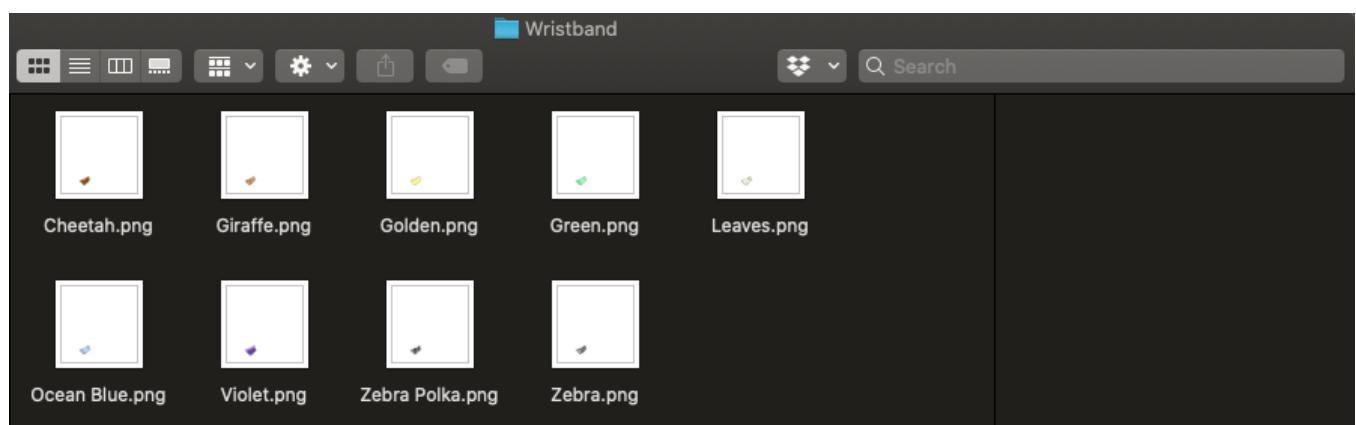 Wristband
Search
Cheetah.png Giraffe.png Golden.png Green.png Leaves.png
Ocean Blue.png Violet.png Zebra Polka.png Zebra.png